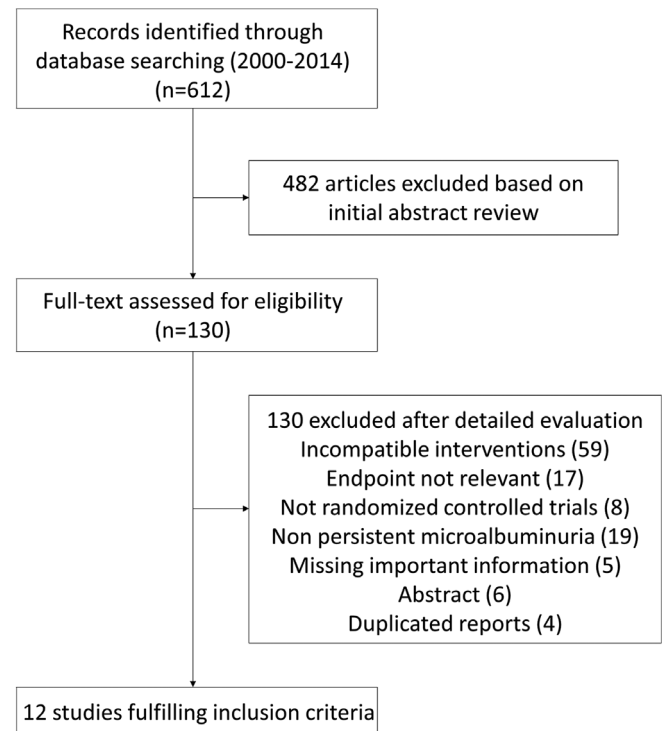 Records identified through
database searching (2000-2014)
(n=612)
482 articles excluded based on
initial abstract review
Full-text assessed for eligibility
(n=130)
130 excluded after detailed evaluation
Incompatible interventions (59)
Endpoint not relevant (17)
Not randomized controlled trials (8)
Non persistent microalbuminuria (19)
Missing important information (5)
Abstract (6)
Duplicated reports (4)
12 studies fulfilling inclusion criteria